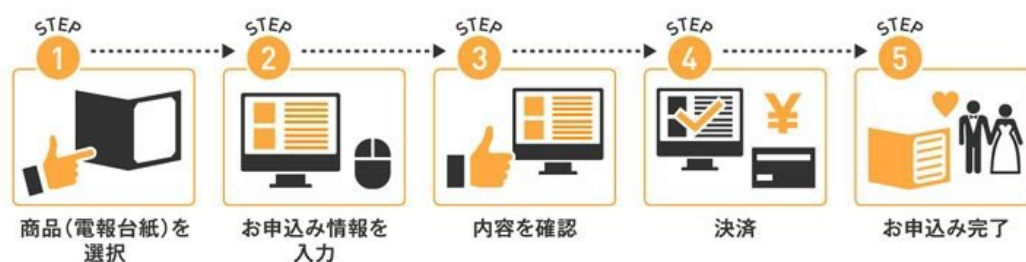 STEP
1
STEP
2
STEP
3
STEP
4
STEP
5
¥
商品(電報台紙)を
選択
お申込み情報を
入力
内容を確認
決済
お申込み完了